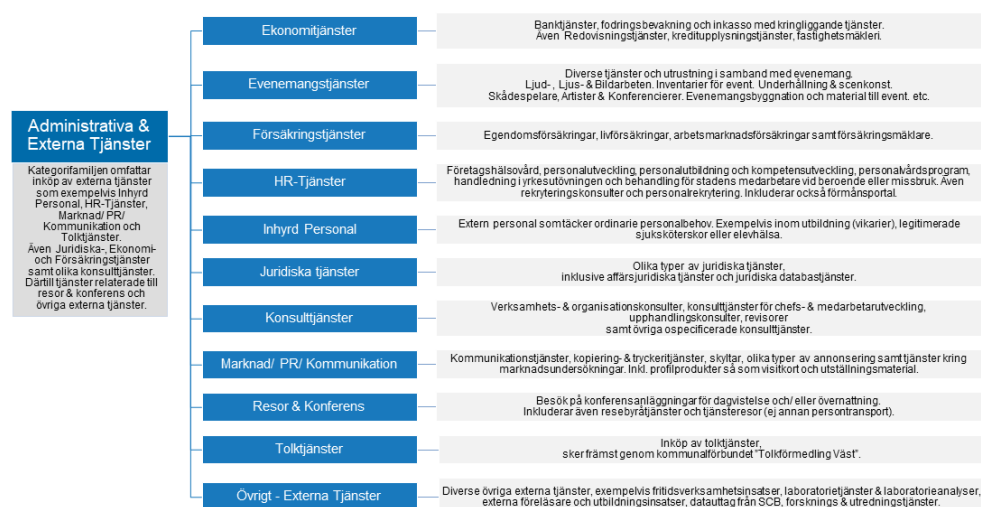 Administrativa &
Externa Tjänster
Kategorifamiljen omfattar
inköp av externa tjänster
som exempelvis Inhyrd
Personal, HR-Tjänster,
Marknad/ PR/
Kommunikation och
Tolktjänster.
Även Juridiska-, Ekonomi-
och Försäkringstjänster
samt olika konsulttjänster.
Därtill tjänster relaterade till
resor & konferens och
övriga externa tjänster.
Ekonomitjänster
Banktjänster, fodringsbevakning och inkasso med kringliggande tjänster.
Även Redovisningstjänster, kreditupplysningstjänster, fastighetsmäkleri.
Evenemangstjänster
Diverse tjänster och utrustning i samband med evenemang.
Ljud- , Ljus- & Bildarbeten. Inventarier för event. Underhållning & scenkonst.
Skådespelare, Artister & Konferencierer. Evenemangsbyggnation och material till event. etc.
Försäkringstjänster
Egendomsförsäkringar, livförsäkringar, arbetsmarknadsförsäkringar samt försäkringsmäklare.
HR-Tjänster
Företagshälsovård, personalutveckling, personalutbildning och kompetensutveckling, personalvårdsprogram,
handledning i yrkesutövningen och behandling för stadens medarbetare vid beroende eller missbruk. Även
rekryteringskonsulter och personalrekrytering. Inkluderar också förmånsportal.
Inhyrd Personal
Extern personal som täcker ordinarie personalbehov. Exempelvis inom utbildning (vikarier), legitimerade
sjuksköterskor eller elevhälsa.
Juridiska tjänster
Olika typer av juridiska tjänster,
inklusive affärsjuridiska tjänster och juridiska databastjänster.
Konsulttjänster
Verksamhets- & organisationskonsulter, konsulttjänster för chefs- & medarbetarutveckling,
upphandlingskonsulter, revisorer
samt övriga ospecificerade konsulttjänster.
Marknad/ PR/ Kommunikation
Kommunikationstjänster, kopiering- & tryckeritjänster, skyltar, olika typer av annonsering samt tjänster kring
marknadsundersökningar. Inkl. profilprodukter så som visitkort och utställningsmaterial.
Resor & Konferens
Besök på konferensanläggningar för dagvistelse och/ eller övernattning.
Inkluderar även resebyråtjänster och tjänsteresor (ej annan persontransport).
Tolktjänster
Inköp av tolktjänster,
sker främst genom kommunalförbundet "Tolkförmedling Väst".
Övrigt - Externa Tjänster
Diverse övriga externa tjänster, exempelvis fritidsverksamhetsinsatser, laboratorietjänster & laboratorieanalyser,
externa föreläsare och utbildningsinsatser, datauttag från SCB, forsknings & utredningstjänster.